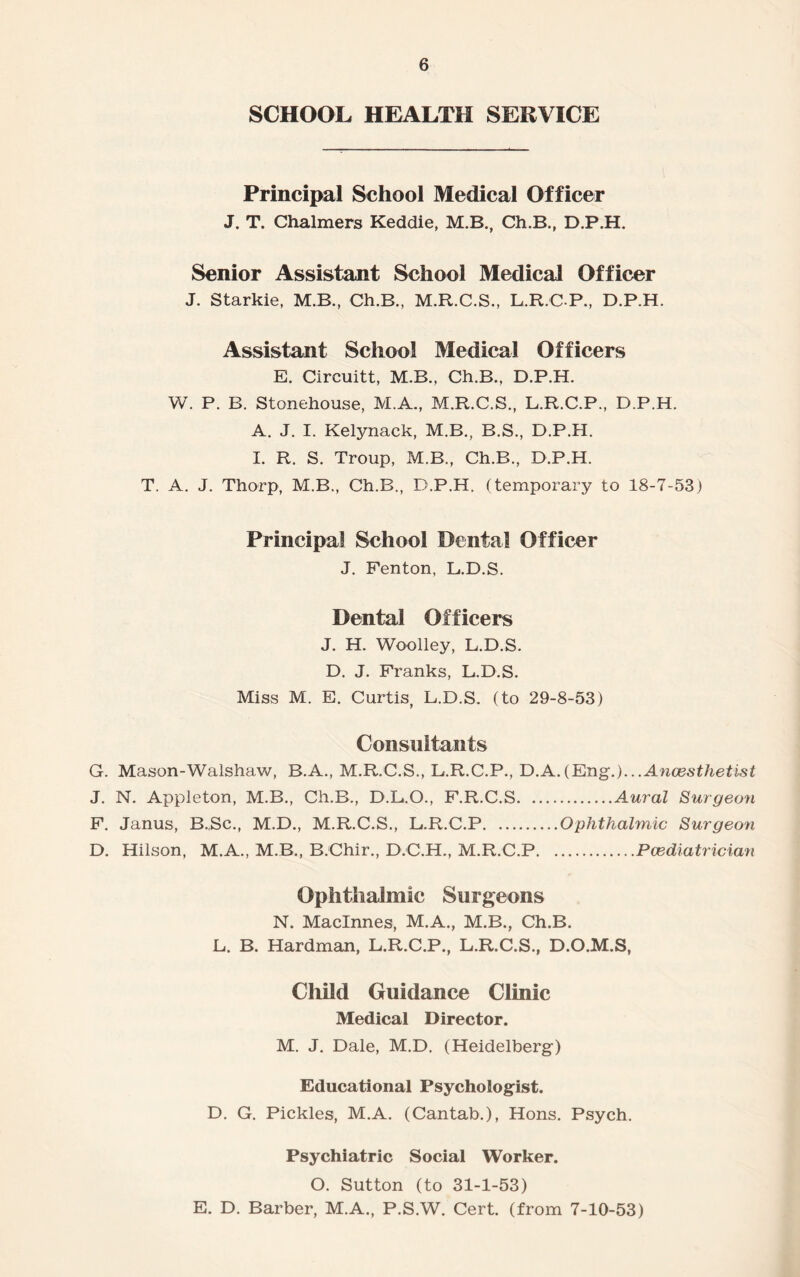 6
SCHOOL HEALTH SERVICE
Principal School Medical Officer
J. T. Chalmers Keddie, M.B., Ch.B., D.P.H.
Senior Assistant School Medical Officer
J. Starkie, M.B., Ch.B., M.R.C.S., L.R.C.P., D.P.H.
Assistant School Medical Officers
E. Circuitt, M.B., Ch.B., D.P.H.
W. P. B. Stonehouse, M.A., M.R.C.S., L.R.C.P., D.P.H.
A. J. I. Kelynack, M.B., B.S., D.P.H.
I. R. S. Troup, M.B., Ch.B., D.P.H.
T. A. J. Thorp, M.B., Ch.B., D.P.H. (temporary to 18-7-53)
Principal School Dental Officer
J. Fenton, L.D.S.
Dental Officers
J. H. Woolley, L.D.S.
D. J. Franks, L.D.S.
Miss M. E. Curtis, L.D.S. (to 29-8-53)
Consultants
G. Mason-Walshaw, B.A., M.R.C.S., L.R.C.P., D.A.(Eng.)...Anœsthetist
J. N. Appleton, M.B., Ch.B., D.L.O., F.R.C.S. ............Aural Surgeon
F. Janus, B.Sc., M.D., M.R.C.S., L.R.C.P. ..........Ophthalmic Surgeon
D. Hilson, M.A., M.B., B.Chir., D.C.H., M.R.C.P. ............Pœdiatrician
Ophthalmic Surgeons
N. MacInnes, M.A., M.B., Ch.B.
L. B. Hardman, L.R.C.P., L.R.C.S., D.O.M.S,
Child Guidance Clinic
Medical Director.
M. J. Dale, M.D. (Heidelberg)
Educational Psychologist.
D. G. Pickles, M.A. (Cantab.), Hons. Psych.
Psychiatric Social Worker.
O. Sutton (to 31-1-53)
E. D. Barber, M.A., P.S.W. Cert. (from 7-10-53)